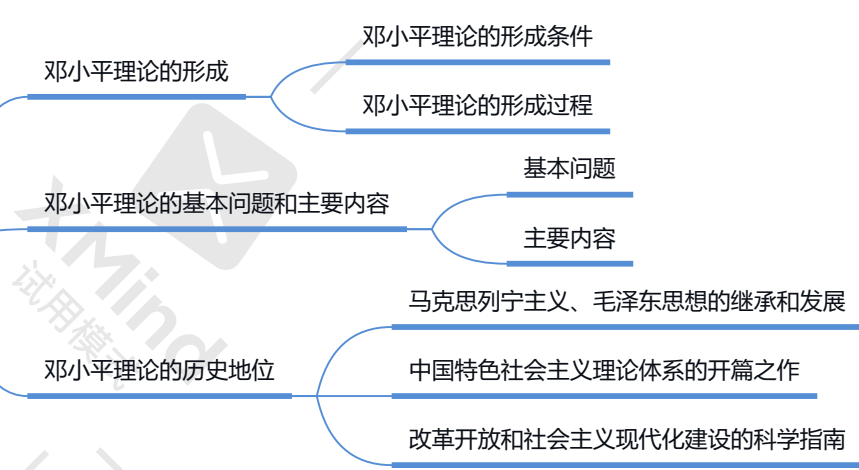 邓小平理论的形成
邓小平理论的形成条件
邓小平理论的形成过程
邓小平理论的基本问题和主要内容
基本问题
主要内容
邓小平理论的历史地位
马克思列宁主义、毛泽东思想的继承和发展
中国特色社会主义理论体系的开篇之作
改革开放和社会主义现代化建设的科学指南
XMind
试用模式